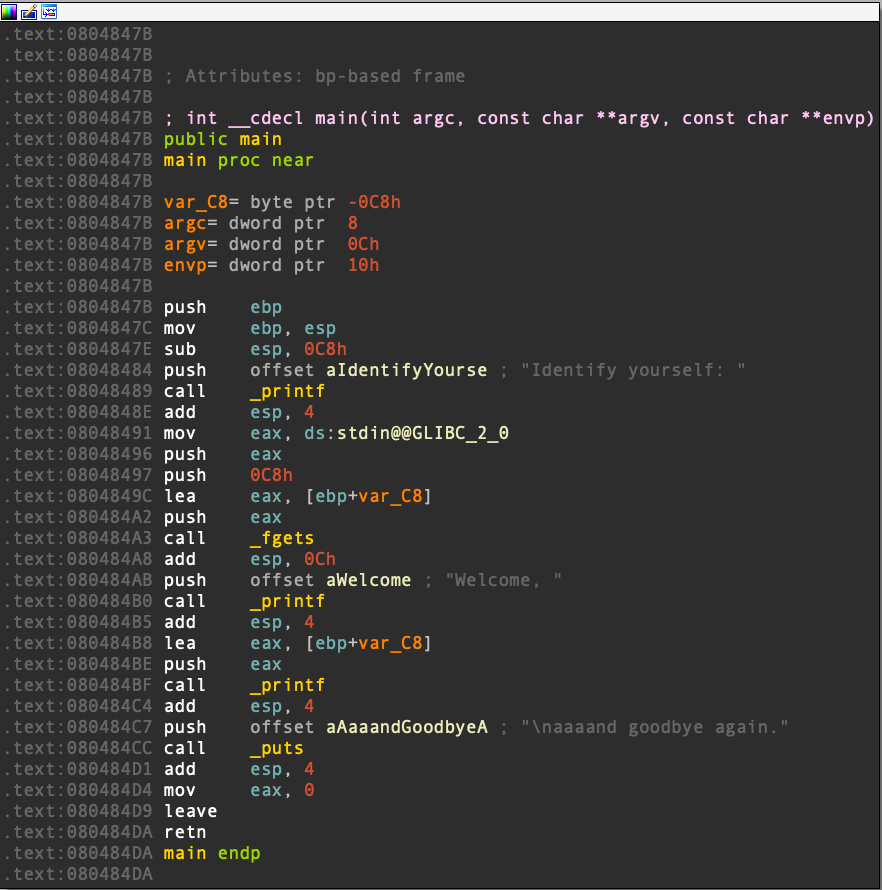 .text:0804847B
.text:0804847B
.text:0804847B ; Attributes: bp-based frame
.text:0804847B
.text:0804847B ; int __cdecl main(int argc, const char **argv, const char **envp)
.text:0804847B public main
.text:0804847B main proc near
.text:0804847B
.text:0804847B var_C8= byte ptr -0C8h
.text:0804847B argc= dword ptr  8
.text:0804847B argv= dword ptr  0Ch
.text:0804847B envp= dword ptr  10h
.text:0804847B
.text:0804847B push    ebp
.text:0804847C mov     ebp, esp
.text:0804847E sub     esp, 0C8h
.text:08048484 push    offset aIdentifyYourse ; "Identify yourself: "
.text:08048489 call    _printf
.text:0804848E add     esp, 4
.text:08048491 mov     eax, ds:stdin@@GLIBC_2_0
.text:08048496 push    eax
.text:08048497 push    0C8h
.text:0804849C lea     eax, [ebp+var_C8]
.text:080484A2 push    eax
.text:080484A3 call    _fgets
.text:080484A8 add     esp, 0Ch
.text:080484AB push    offset aWelcome ; "Welcome, "
.text:080484B0 call    _printf
.text:080484B5 add     esp, 4
.text:080484B8 lea     eax, [ebp+var_C8]
.text:080484BE push    eax
.text:080484BF call    _printf
.text:080484C4 add     esp, 4
.text:080484C7 push    offset aAaaandGoodbyeA ; "\naaaand goodbye again."
.text:080484CC call    _puts
.text:080484D1 add     esp, 4
.text:080484D4 mov     eax, 0
.text:080484D9 leave
.text:080484DA retn
.text:080484DA main endp
.text:080484DA